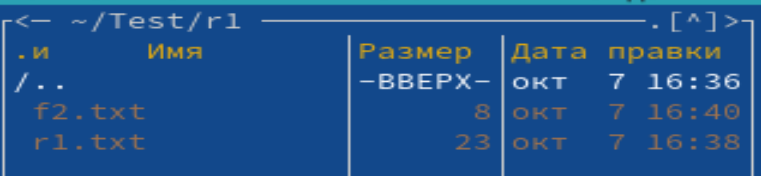 <— ~/Test/r1 .[^]>
.и Имя Размер Дата правки
/.. -ВВЕРХ- окт 7 16:36
f2.txt 8 окт 7 16:40
r1.txt 23 окт 7 16:38